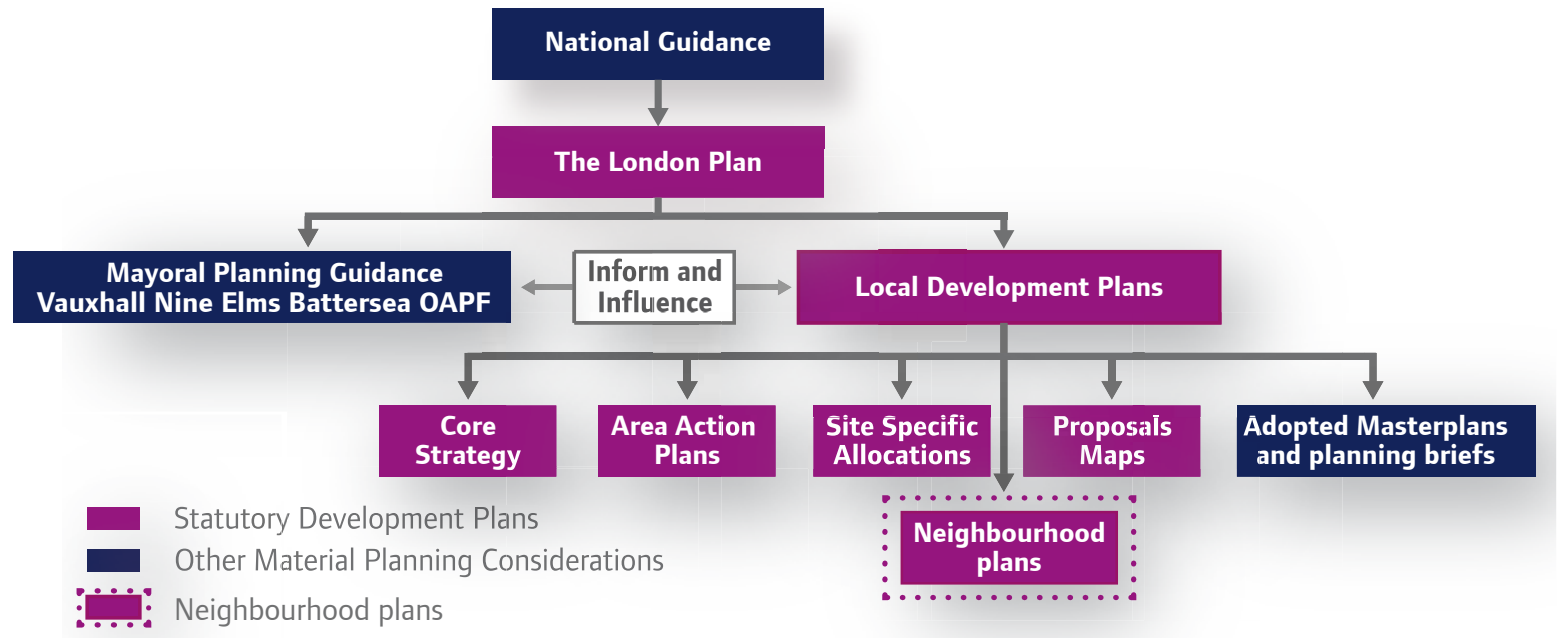 National Guidance
The London Plan
Mayoral Planning Guidance
Vauxhall Nine Elms Battersea OAPF
Inform and
Influence
Local Development Plans
Core
Strategy
Area Action
Plans
Site Specific
Allocations
Proposals
Maps
Adopted Masterplans
and planning briefs
Neighbourhood
plans
Statutory Development Plans
Other Material Planning Considerations
Neighbourhood plans